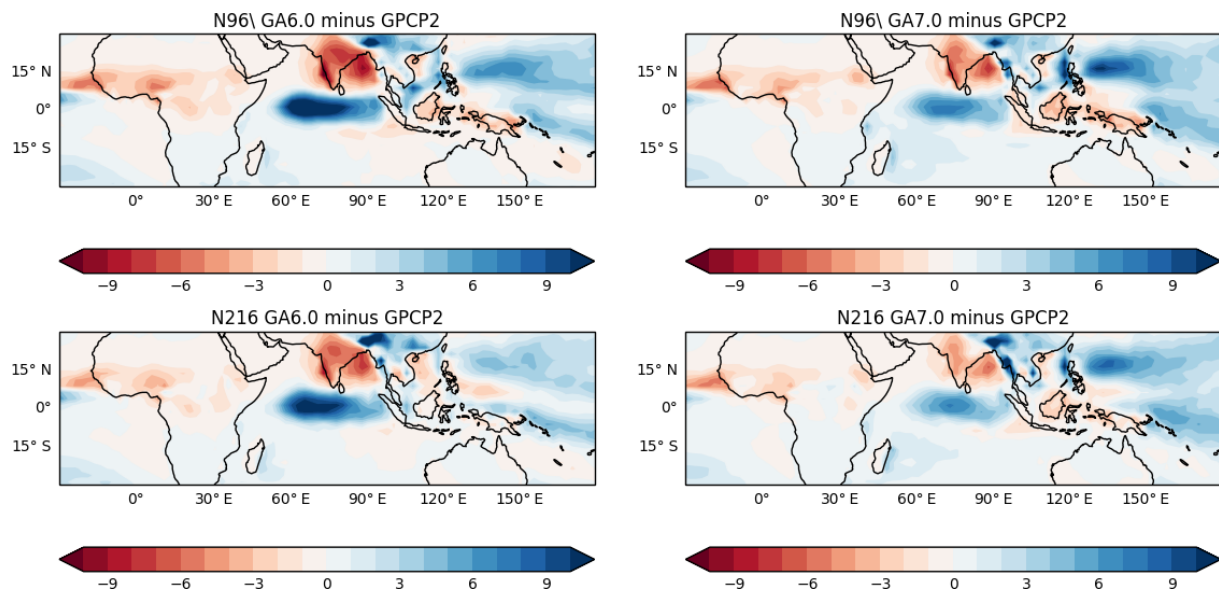 N96\ GA6.0 minus GPCP2
N96\ GA7.0 minus GPCP2
15° N
0°
15° S
0° 30° E 60° E 90° E 120° E 150° E
15° N
0°
15° S
0° 30° E 60° E 90° E 120° E 150° E
−9 −6 −3 0 3 6 9
−9 −6 −3 0 3 6 9
N216 GA6.0 minus GPCP2
N216 GA7.0 minus GPCP2
15° N
0°
15° S
0° 30° E 60° E 90° E 120° E 150° E
15° N
0°
15° S
0° 30° E 60° E 90° E 120° E 150° E
−9 −6 −3 0 3 6 9
−9 −6 −3 0 3 6 9